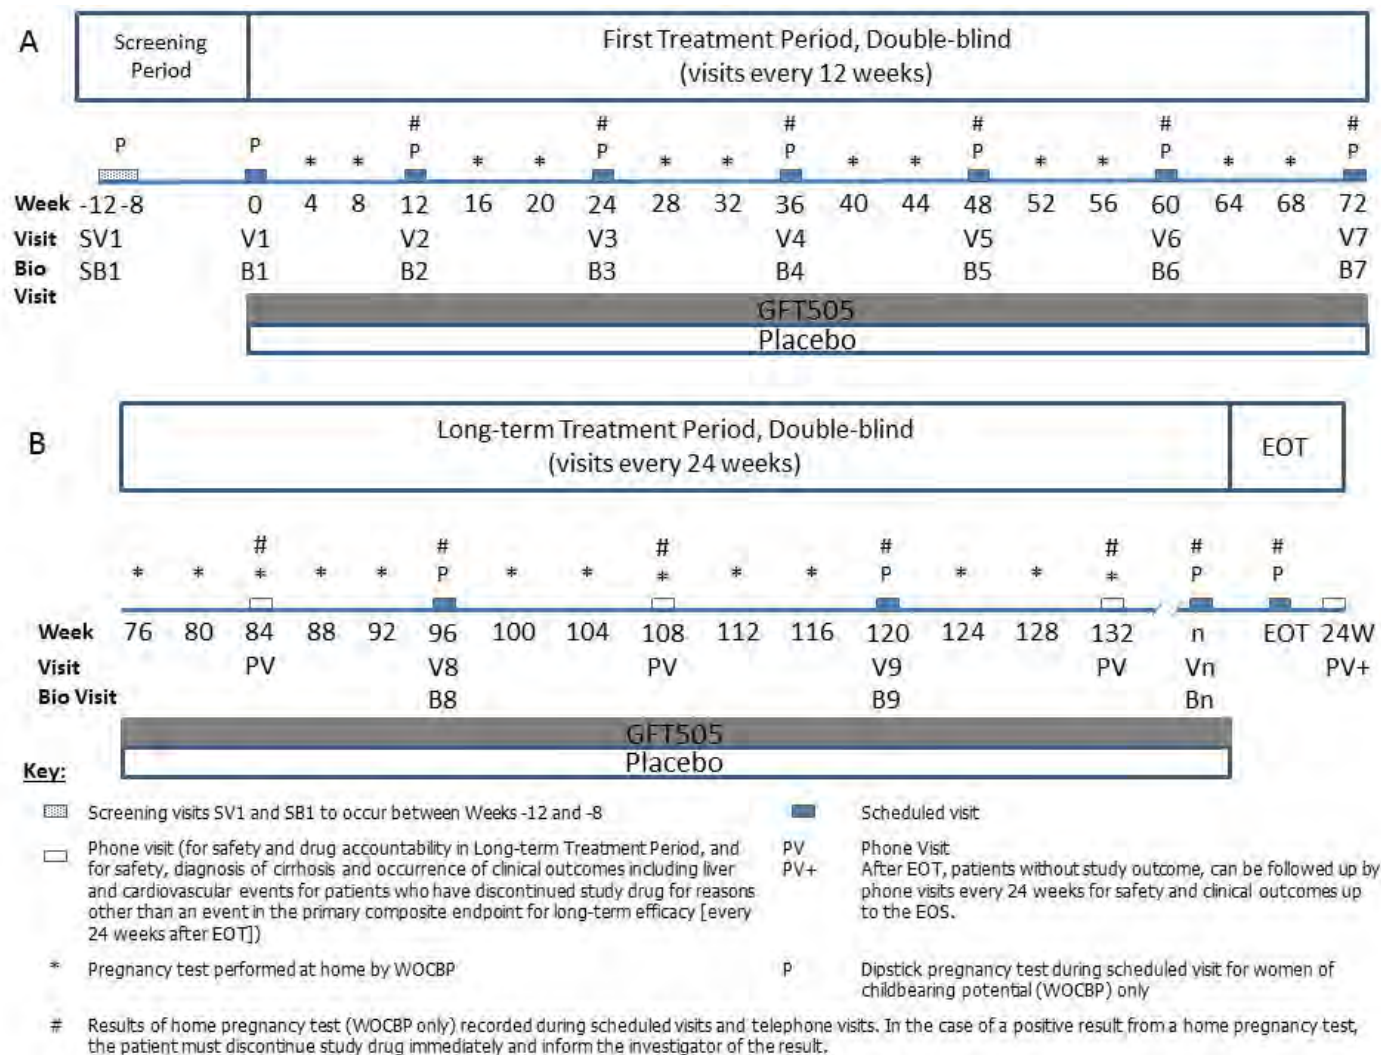 A
Screening
Period
First Treatment Period, Double-blind
(visits every 12 weeks)
# # # # # #
P P P P P P P P
* * * * * * * * * * * *
Week -12 -8 0 4 8 12 16 20 24 28 32 36 40 44 48 52 56 60 64 68 72
Visit SV1 V1 V2 V3 V4 V5 V6 V7
Bio SB1 B1 B2 B3 B4 B5 B6 B7
Visit
GFT505
Placebo
B
Long-term Treatment Period, Double-blind
(visits every 24 weeks)
EOT
# # # # # # #
* * * * * P * * * * * P * * * P P
Week 76 80 84 88 92 96 100 104 108 112 116 120 124 128 132 n EOT 24W
Visit PV V8 PV V9 PV Vn PV+
Bio Visit B8 B9 Bn
GFT505
Placebo
Key:
Screening visits SV1 and SB1 to occur between Weeks -12 and -8
Scheduled visit
Phone visit (for safety and drug accountability in Long-term Treatment Period, and
for safety, diagnosis of cirrhosis and occurrence of clinical outcomes including liver
and cardiovascular events for patients who have discontinued study drug for reasons
other than an event in the primary composite endpoint for long-term efficacy [every
24 weeks after EOT])
PV Phone Visit
PV+ After EOT, patients without study outcome, can be followed up by
phone visits every 24 weeks for safety and clinical outcomes up
to the EOS.
* Pregnancy test performed at home by WOCBP
P Dipstick pregnancy test during scheduled visit for women of
childbearing potential (WOCBP) only
# Results of home pregnancy test (WOCBP only) recorded during scheduled visits and telephone visits. In the case of a positive result from a home pregnancy test,
the patient must discontinue study drug immediately and inform the investigator of the result.